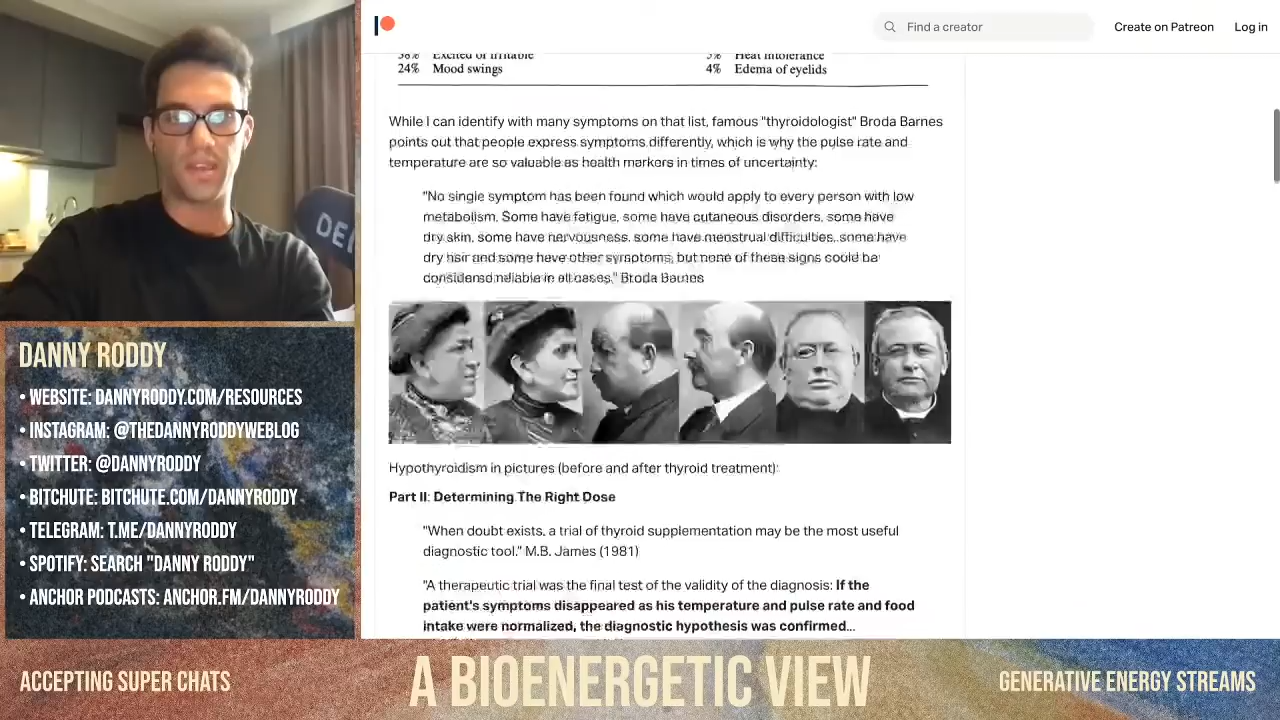 Find a creator
Create on Patreon
Log in
38% Excited or irritable
5% Heat intolerance
24% Mood swings
4% Edema of eyelids
While I can identify with many symptoms on that list, famous "thyroidologist" Broda Barnes
points out that people express symptoms differently, which is why the pulse rate and
temperature are so valuable as health markers in times of uncertainty:
"No single symptom has been found which would apply to every person with low
metabolism. Some have fatigue, some have cutaneous disorders, some have
dry skin, some have nervousness, some have menstrual difficulties, some have
dry hair and some have other symptoms, but none of these signs could be
considered reliable in all cases." Broda Barnes
Hypothyroidism in pictures (before and after thyroid treatment):
Part II: Determining The Right Dose
"When doubt exists, a trial of thyroid supplementation may be the most useful
diagnostic tool." M.B. James (1981)
"A therapeutic trial was the final test of the validity of the diagnosis: If the
patient's symptoms disappeared as his temperature and pulse rate and food
intake were normalized, the diagnostic hypothesis was confirmed...
DANNY RODDY
• WEBSITE: DANNYRODDY.COM/RESOURCES
• INSTAGRAM: @THEDANNYRODDYWEBLOG
• TWITTER: @DANNYRODDY
• BITCHUTE: BITCHUTE.COM/DANNYRODDY
• TELEGRAM: T.ME/DANNYRODDY
• SPOTIFY: SEARCH "DANNY RODDY"
• ANCHOR PODCASTS: ANCHOR.FM/DANNYRODDY
ACCEPTING SUPER CHATS
A BIOENERGETIC VIEW
GENERATIVE ENERGY STREAMS